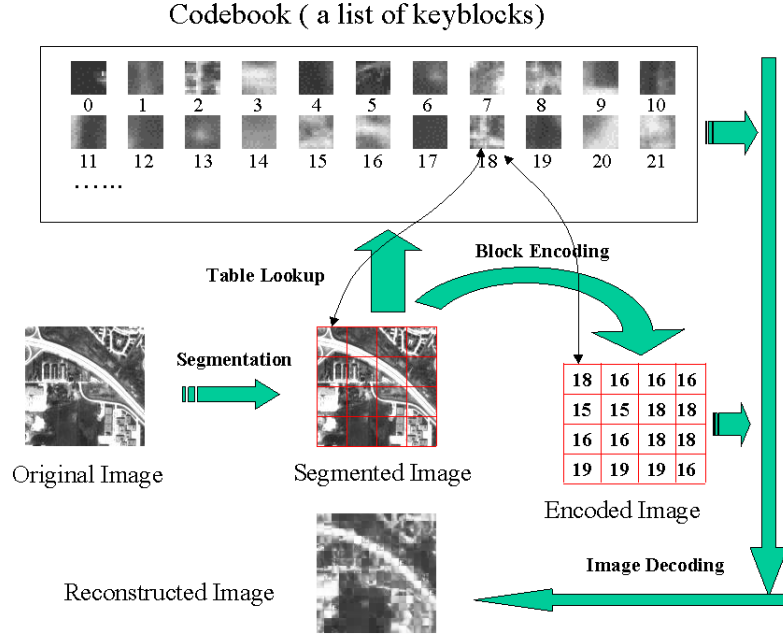 Codebook ( a list of keyblocks)
0 1 2 3 4 5 6 7 8 9 10
11 12 13 14 15 16 17 18 19 20 21
······
Block Encoding
Table Lookup
Segmentation
18 16 16 16
15 15 18 18
16 16 18 18
19 19 19 16
Original Image
Segmented Image
Encoded Image
Image Decoding
Reconstructed Image